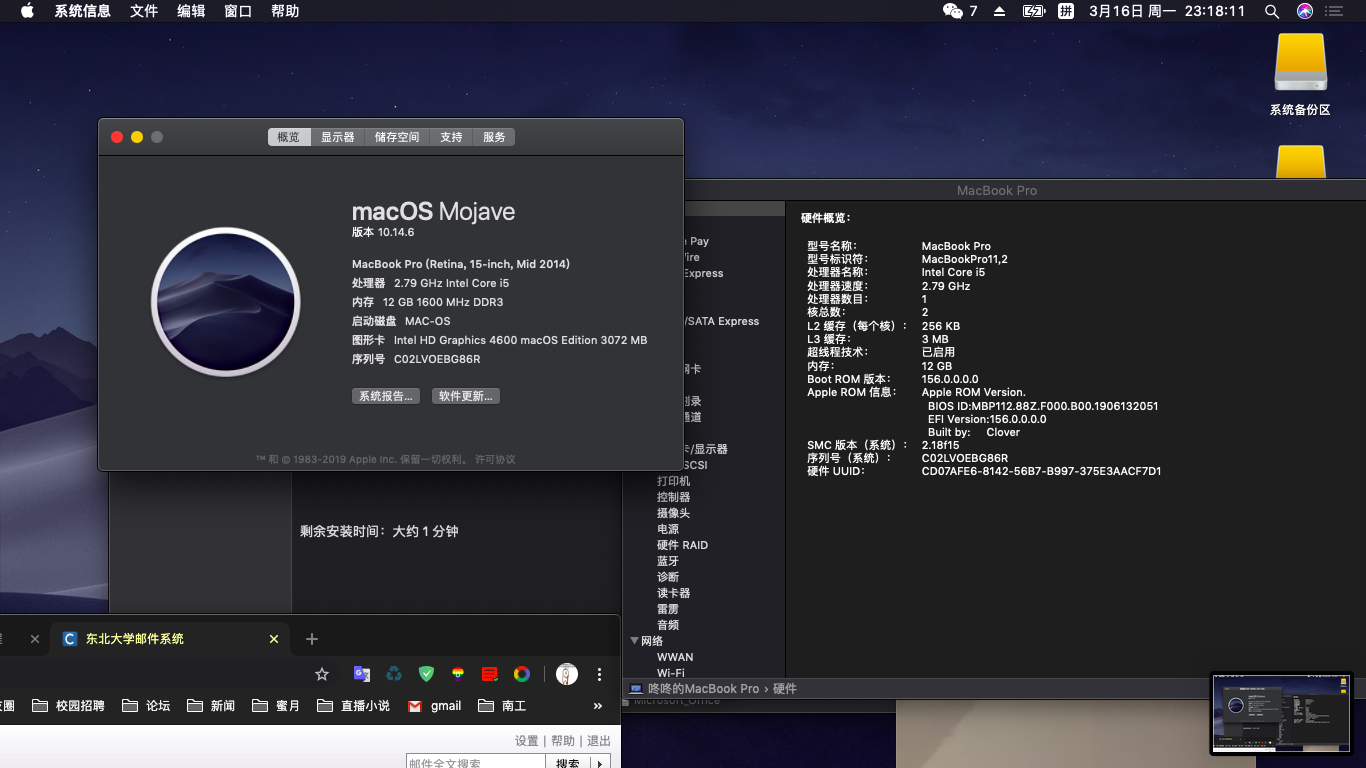 系统信息 文件 编辑 窗口 帮助 7 拼 3月16日 周一 23:18:11
系统备份区
概览 显示器 储存空间 支持 服务
macOS Mojave
版本 10.14.6
MacBook Pro (Retina, 15-inch, Mid 2014)
处理器 2.79 GHz Intel Core i5
内存 12 GB 1600 MHz DDR3
启动磁盘 MAC-OS
图形卡 Intel HD Graphics 4600 macOS Edition 3072 MB
序列号 C02LVOEBG86R
系统报告... 软件更新...
™ 和 © 1983-2019 Apple Inc. 保留一切权利。 许可协议
MacBook Pro
Pay
Express
/SATA Express
网卡
刻录
通道
卡/显示器
SCSI
打印机
控制器
摄像头
电源
硬件 RAID
蓝牙
诊断
读卡器
雷雳
音频
网络
WWAN
Wi-Fi
硬件概览：
型号名称： MacBook Pro
型号标识符： MacBookPro11,2
处理器名称： Intel Core i5
处理器速度： 2.79 GHz
处理器数目： 1
核总数： 2
L2 缓存（每个核）： 256 KB
L3 缓存： 3 MB
超线程技术： 已启用
内存： 12 GB
Boot ROM 版本： 156.0.0.0.0
Apple ROM 信息： Apple ROM Version.
BIOS ID:MBP112.88Z.F000.B00.1906132051
EFI Version:156.0.0.0.0
Built by: Clover
SMC 版本（系统）： 2.18f15
序列号（系统）： C02LVOEBG86R
硬件 UUID： CD07AFE6-8142-56B7-B997-375E3AACF7D1
咚咚的MacBook Pro › 硬件
Microsoft_Office
剩余安装时间：大约 1 分钟
东北大学邮件系统
校园招聘 论坛 新闻 蜜月 直播小说 gmail 南工 »
设置 | 帮助 | 退出
邮件全文搜索 搜索